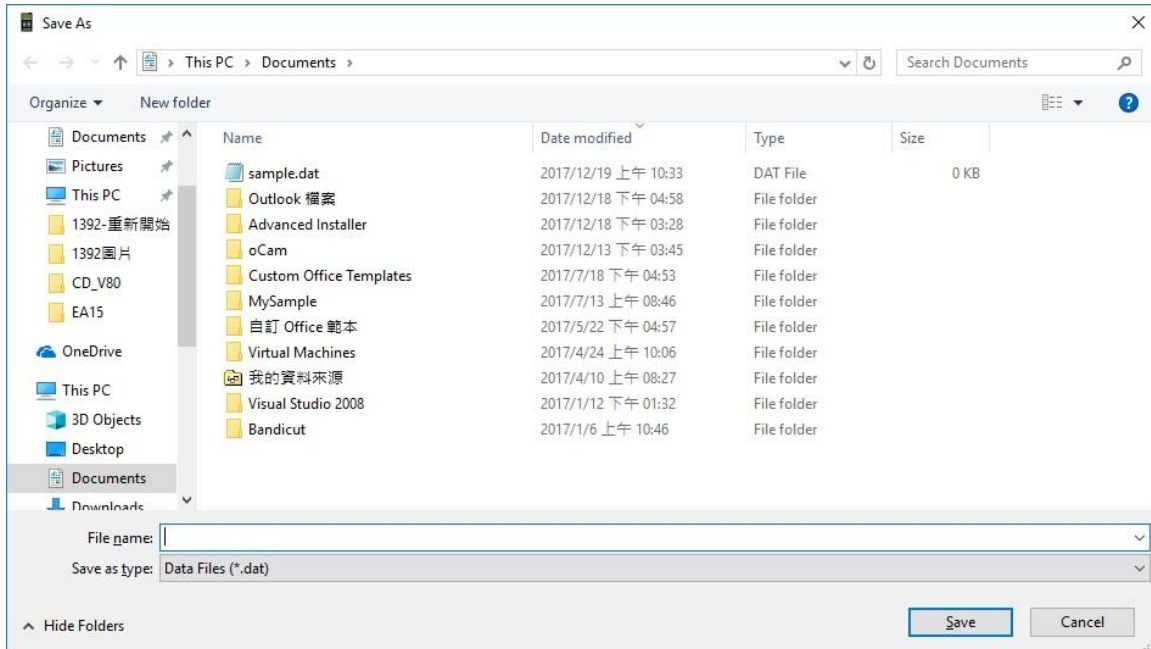 Save As
This PC > Documents >
Search Documents
Organize
New folder
Documents
Pictures
This PC
1392-重新開始
1392圖片
CD_V80
EA15
OneDrive
This PC
3D Objects
Desktop
Documents
Downloads
Name Date modified Type Size
sample.dat 2017/12/19 上午 10:33 DAT File 0 KB
Outlook 檔案 2017/12/18 下午 04:58 File folder
Advanced Installer 2017/12/18 下午 03:28 File folder
oCam 2017/12/13 下午 03:45 File folder
Custom Office Templates 2017/7/18 下午 04:53 File folder
MySample 2017/7/13 上午 08:46 File folder
自訂 Office 範本 2017/5/22 下午 04:57 File folder
Virtual Machines 2017/4/24 上午 10:06 File folder
我的資料來源 2017/4/10 上午 08:27 File folder
Visual Studio 2008 2017/1/12 下午 01:32 File folder
Bandicut 2017/1/6 上午 10:46 File folder
File name:
Save as type: Data Files (*.dat)
Hide Folders
Save
Cancel